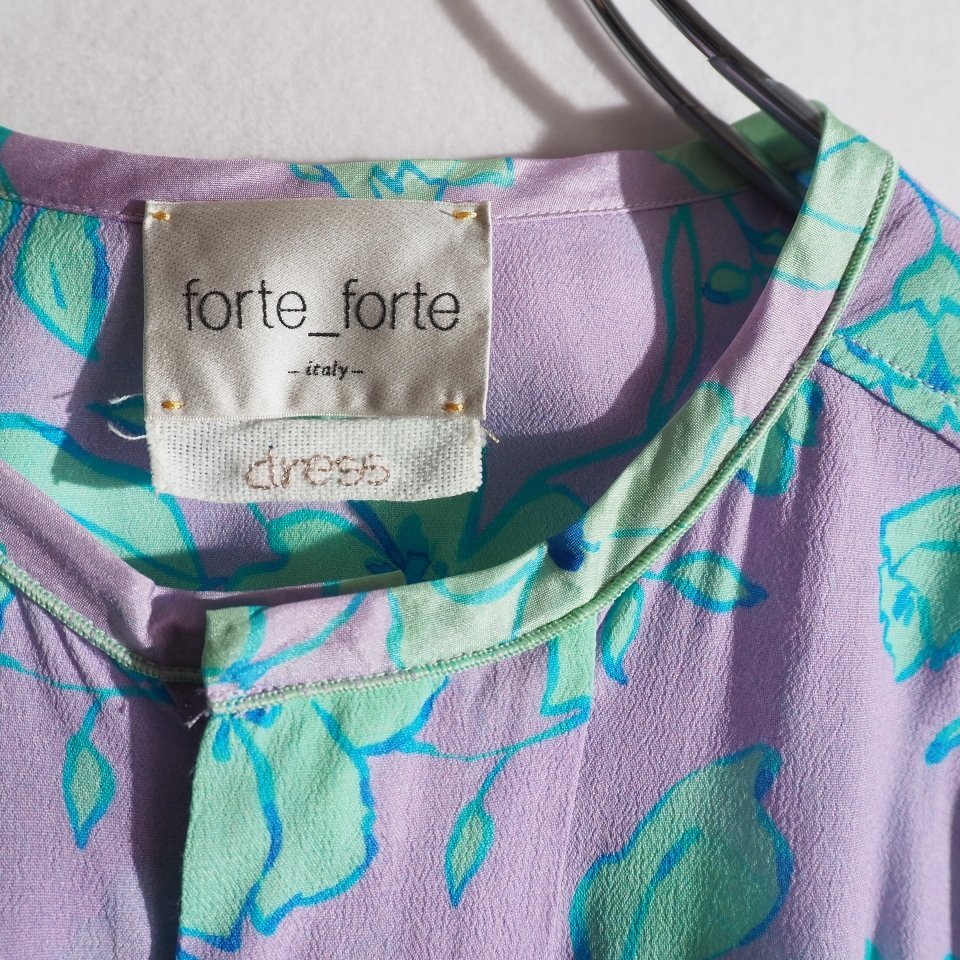 forte_forte
– italy –
dress